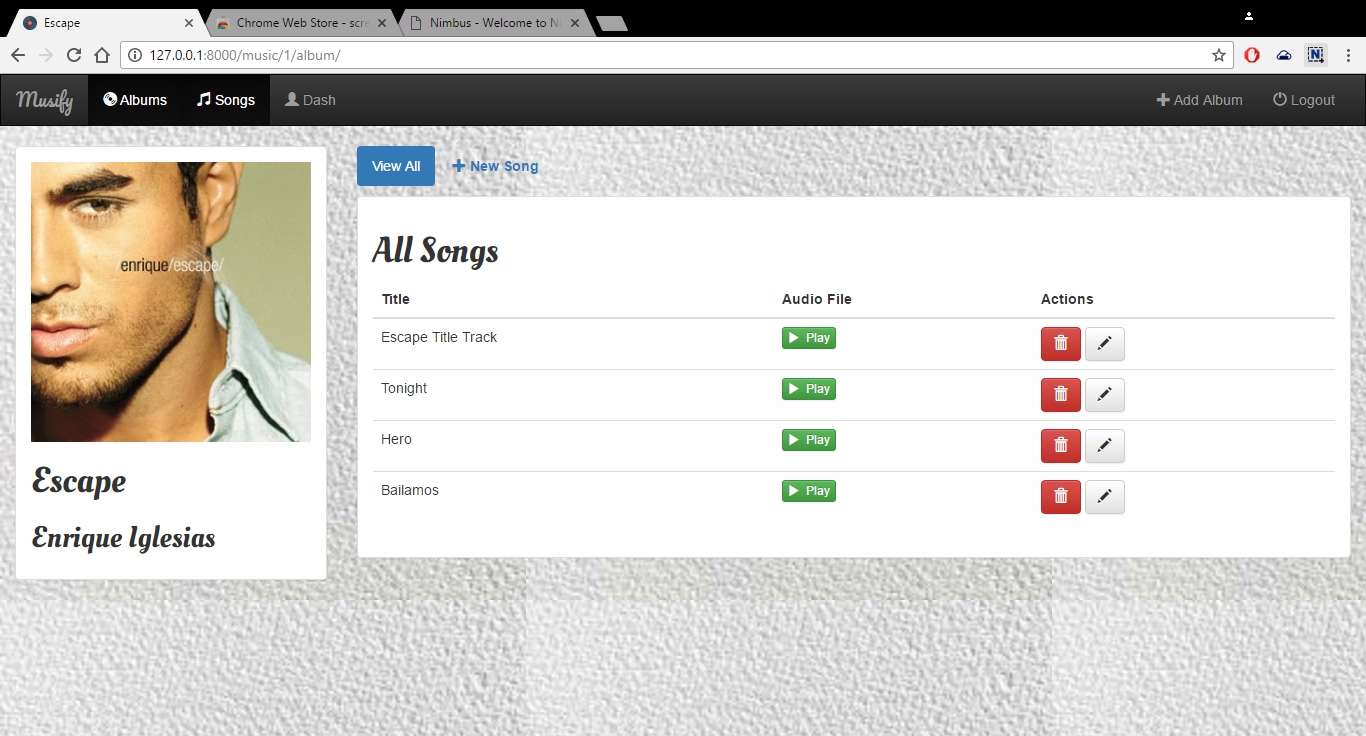 Escape
Chrome Web Store - scre
Nimbus - Welcome to Ni
127.0.0.1:8000/music/1/album/
Musify Albums Songs Dash Add Album Logout
View All New Song
enrique/escape/
Escape
Enrique Iglesias
All Songs
Title Audio File Actions
Escape Title Track Play
Tonight Play
Hero Play
Bailamos Play